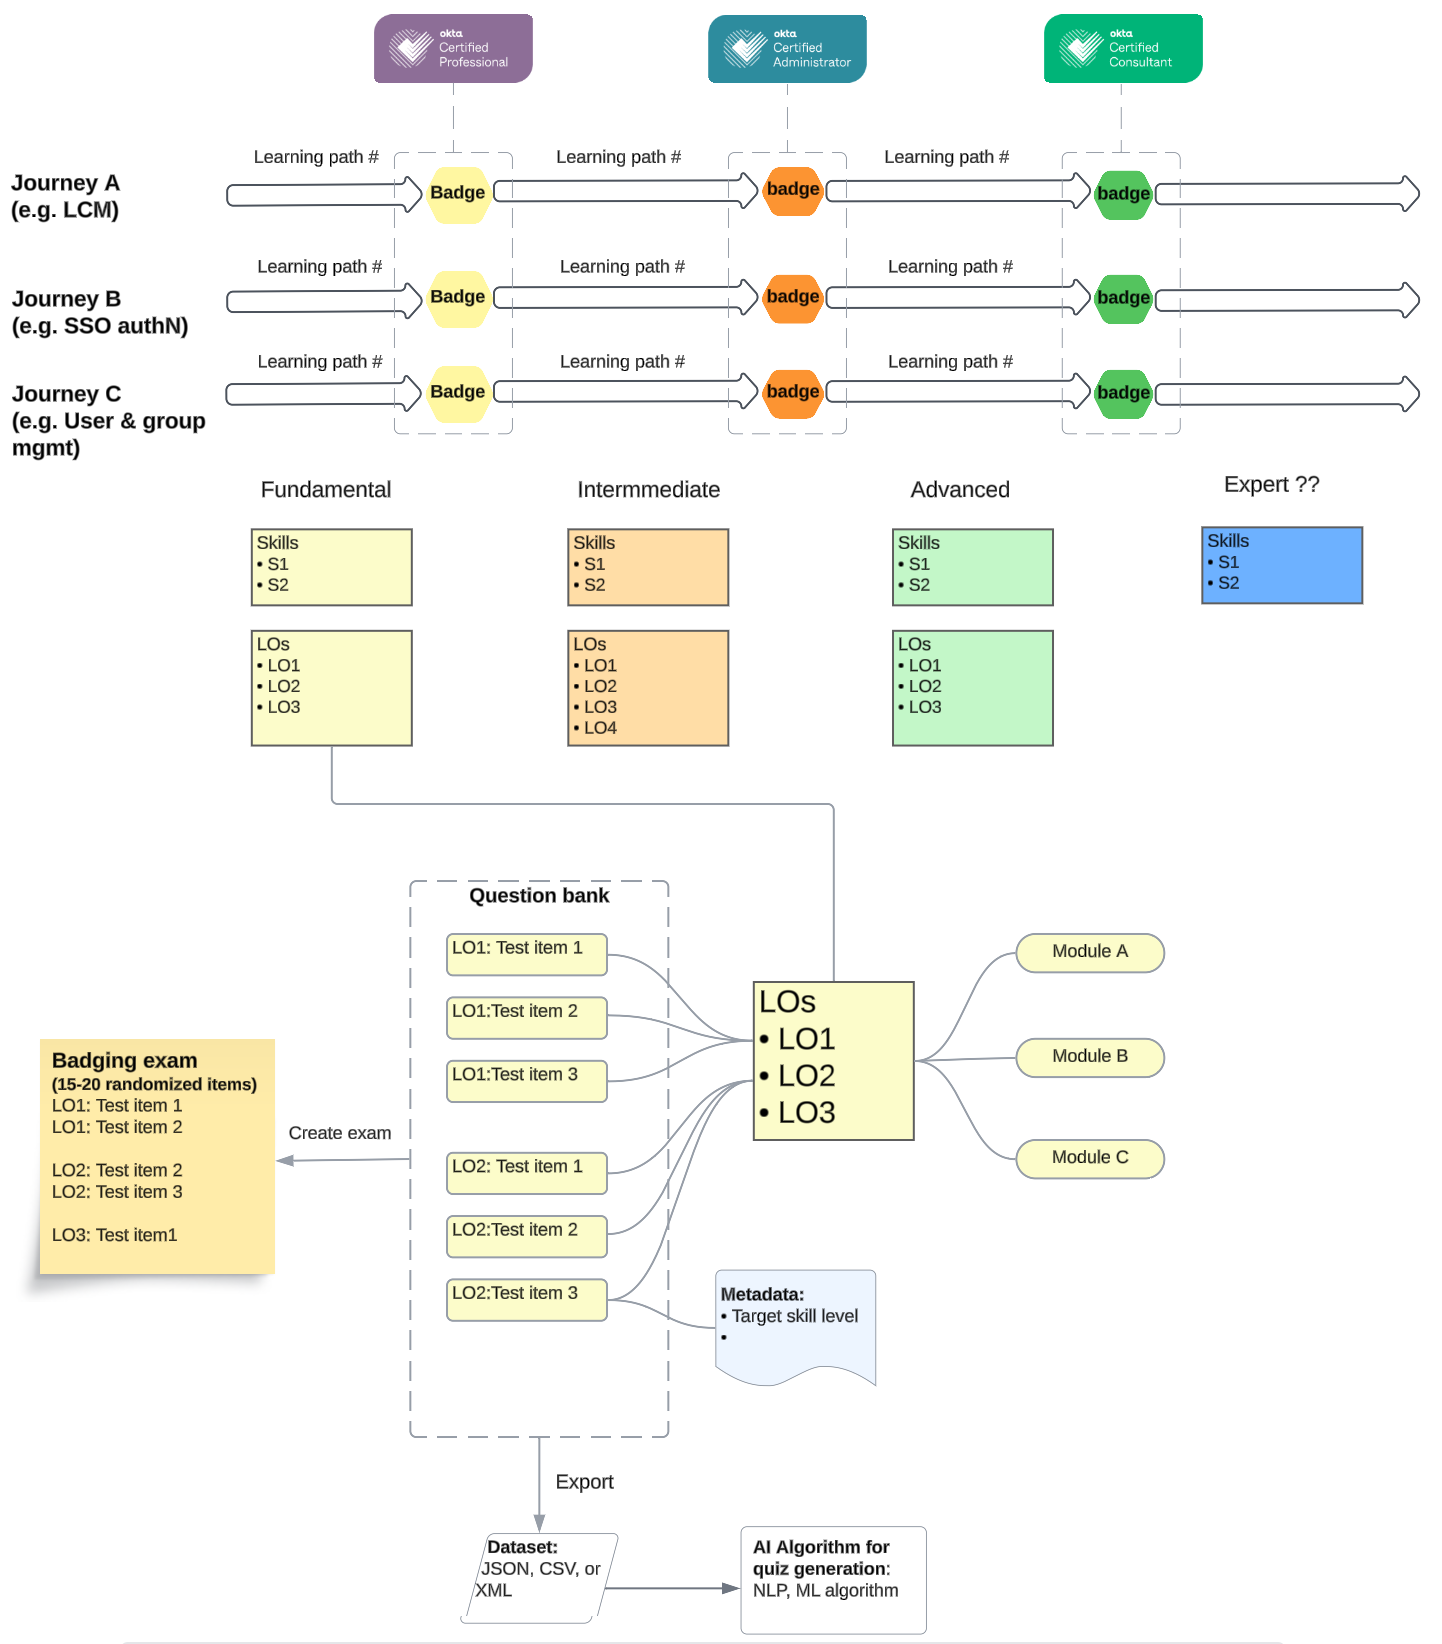 okta
Certified
Professional
okta
Certified
Administrator
okta
Certified
Consultant
Journey A
(e.g. LCM)
Learning path #
Badge
Learning path #
badge
Learning path #
badge
Journey B
(e.g. SSO authN)
Learning path #
Badge
Learning path #
badge
Learning path #
badge
Journey C
(e.g. User & group
mgmt)
Learning path #
Badge
Learning path #
badge
Learning path #
badge
Fundamental
Intermmediate
Advanced
Expert ??
Skills
• S1
• S2
Skills
• S1
• S2
Skills
• S1
• S2
Skills
• S1
• S2
LOs
• LO1
• LO2
• LO3
LOs
• LO1
• LO2
• LO3
• LO4
LOs
• LO1
• LO2
• LO3
Question bank
LO1: Test item 1
LO1:Test item 2
LO1:Test item 3
LO2: Test item 1
LO2:Test item 2
LO2:Test item 3
LOs
• LO1
• LO2
• LO3
Module A
Module B
Module C
Badging exam
(15-20 randomized items)
LO1: Test item 1
LO1: Test item 2
LO2: Test item 2
LO2: Test item 3
LO3: Test item1
Create exam
Metadata:
• Target skill level
•
Export
Dataset:
JSON, CSV, or
XML
AI Algorithm for
quiz generation:
NLP, ML algorithm